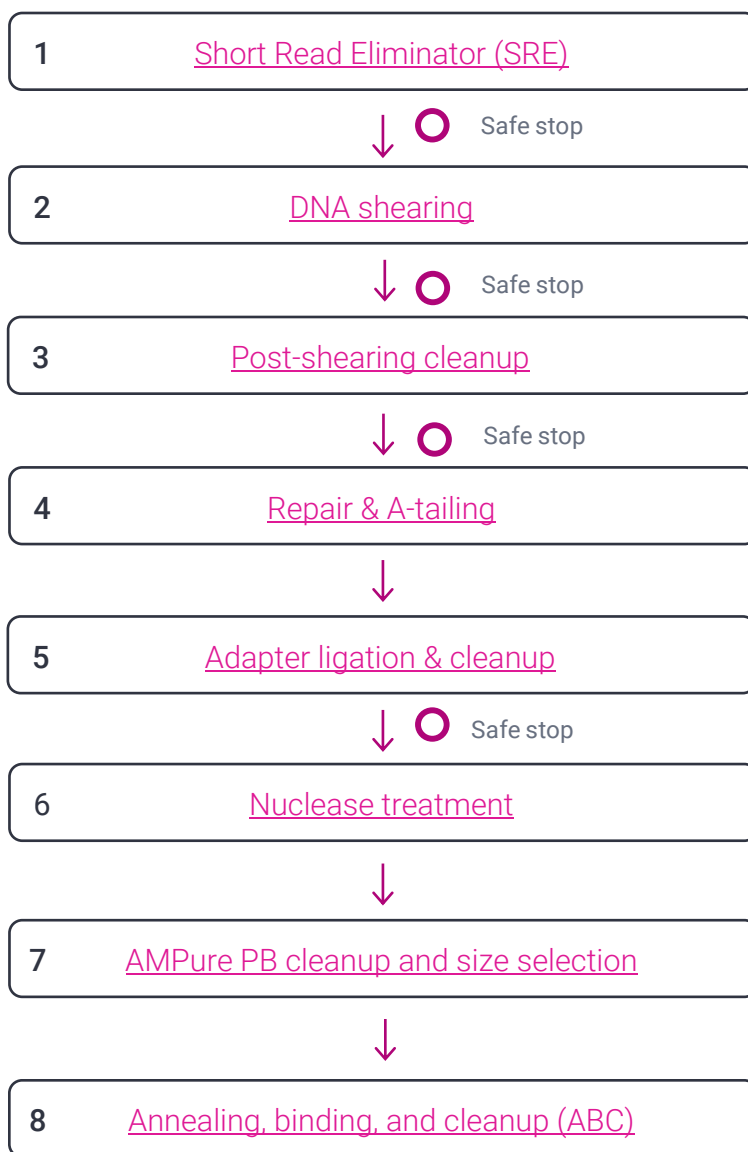 1 Short Read Eliminator (SRE)
Safe stop
2 DNA shearing
Safe stop
3 Post-shearing cleanup
Safe stop
4 Repair & A-tailing
5 Adapter ligation & cleanup
Safe stop
6 Nuclease treatment
7 AMPure PB cleanup and size selection
8 Annealing, binding, and cleanup (ABC)